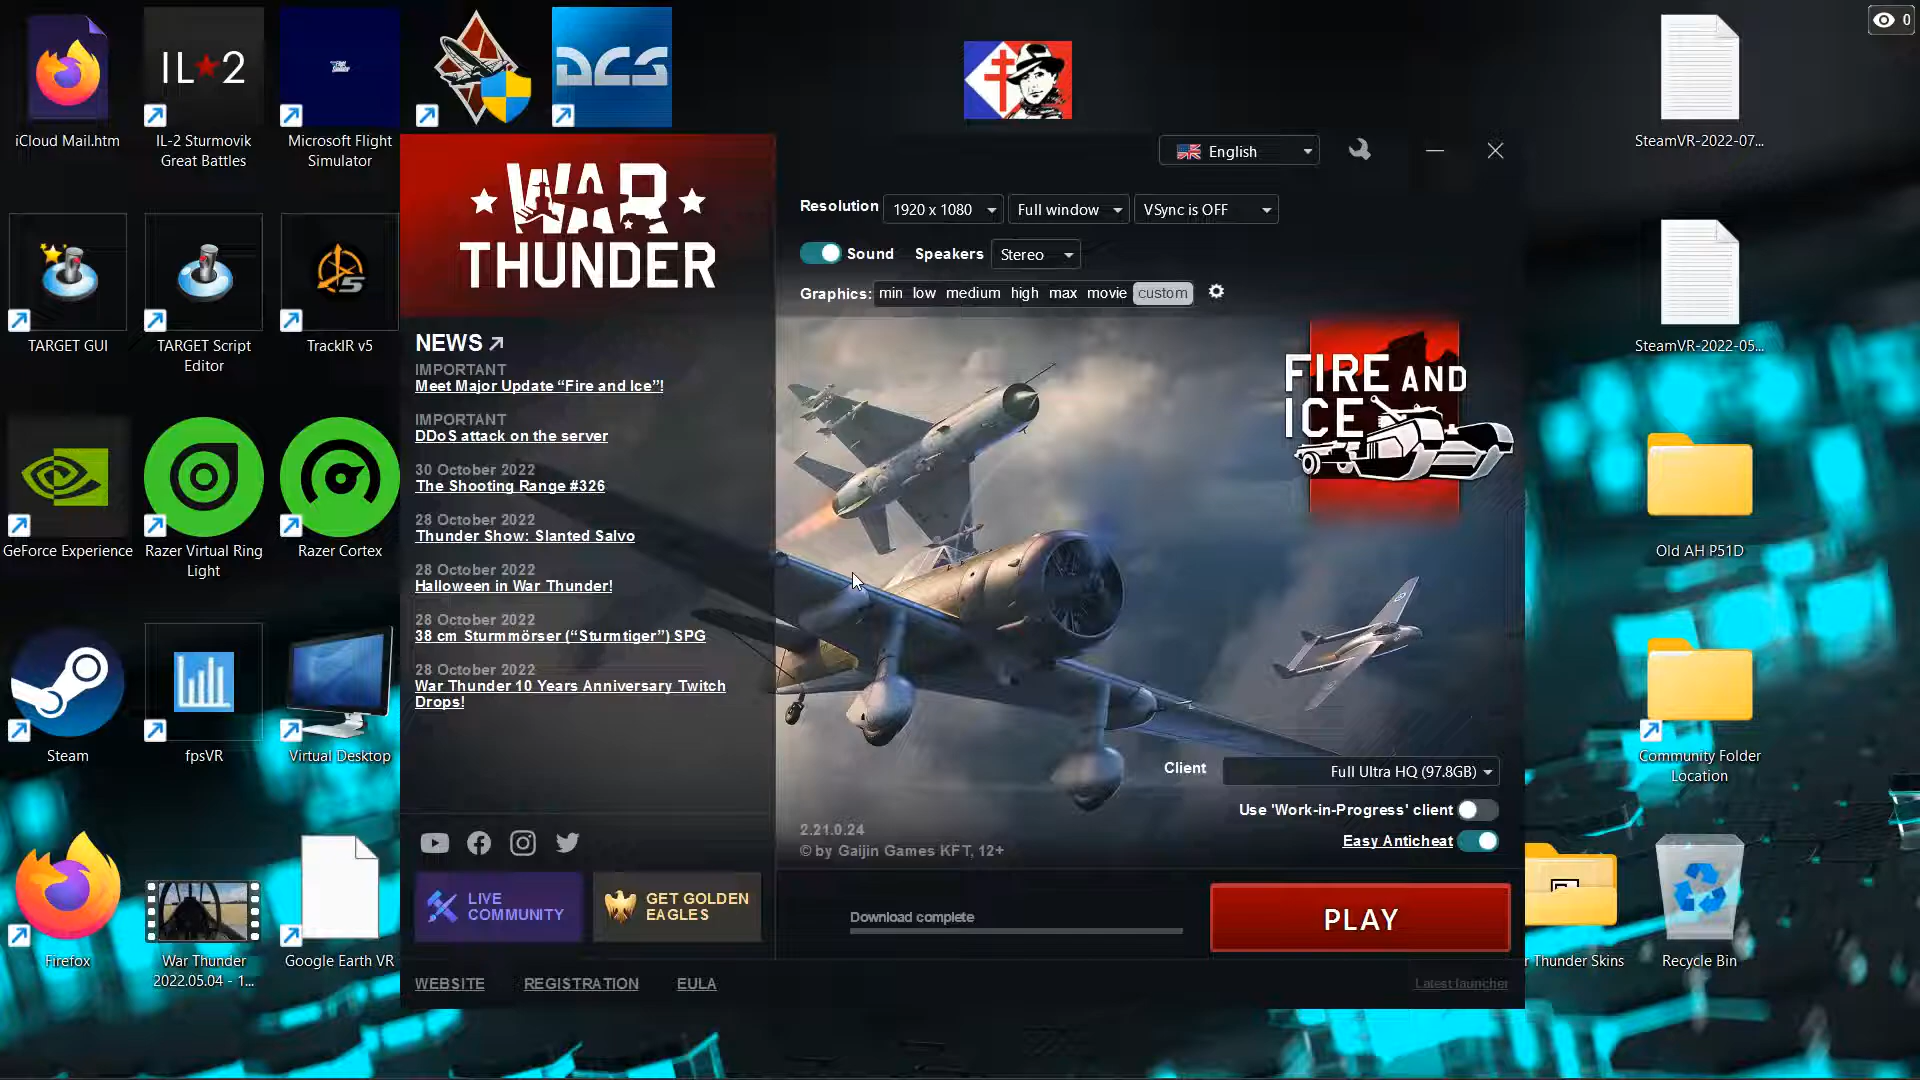 iCloud Mail.htm
IL★2
IL-2 Sturmovik
Great Battles
Microsoft Flight
Simulator
DCS
SteamVR-2022-07...
0
English
WAR
THUNDER
Resolution
1920 x 1080
Full window
VSync is OFF
Sound
Speakers
Stereo
Graphics:
min
low
medium
high
max
movie
custom
TARGET GUI
TARGET Script
Editor
5
TrackIR v5
SteamVR-2022-05...
NEWS
IMPORTANT
Meet Major Update “Fire and Ice”!
IMPORTANT
DDoS attack on the server
30 October 2022
The Shooting Range #326
28 October 2022
Thunder Show: Slanted Salvo
28 October 2022
Halloween in War Thunder!
28 October 2022
38 cm Sturmmörser (“Sturmtiger”) SPG
28 October 2022
War Thunder 10 Years Anniversary Twitch
Drops!
FIRE AND
ICE
GeForce Experience
Razer Virtual Ring
Light
Razer Cortex
Old AH P51D
Steam
fpsVR
Virtual Desktop
Community Folder
Location
Client
Full Ultra HQ (97.8GB)
Use 'Work-in-Progress' client
Easy Anticheat
2.21.0.24
© by Gaijin Games KFT, 12+
LIVE
COMMUNITY
GET GOLDEN
EAGLES
Download complete
PLAY
Firefox
War Thunder
2022.05.04 - 1...
Google Earth VR
r Thunder Skins
Recycle Bin
WEBSITE
REGISTRATION
EULA
Latest launcher